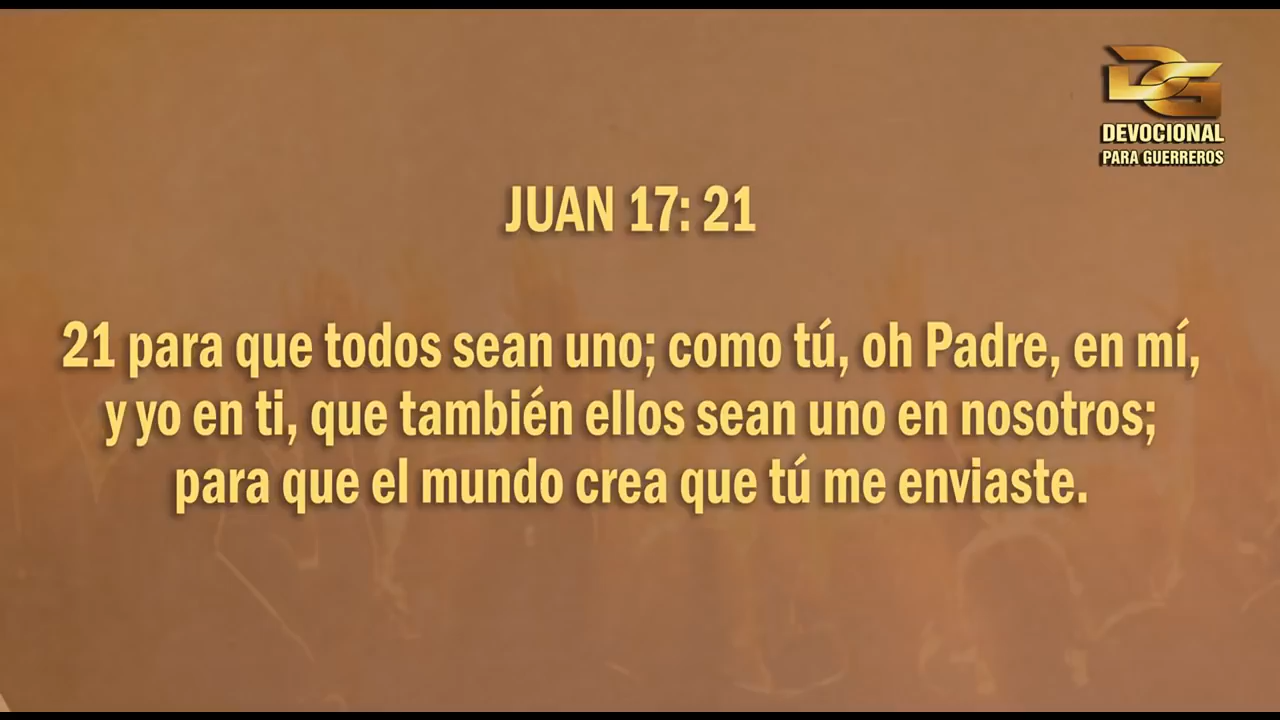 DG
DEVOCIONAL
PARA GUERREROS
JUAN 17: 21
21 para que todos sean uno; como tú, oh Padre, en mí,
y yo en ti, que también ellos sean uno en nosotros;
para que el mundo crea que tú me enviaste.